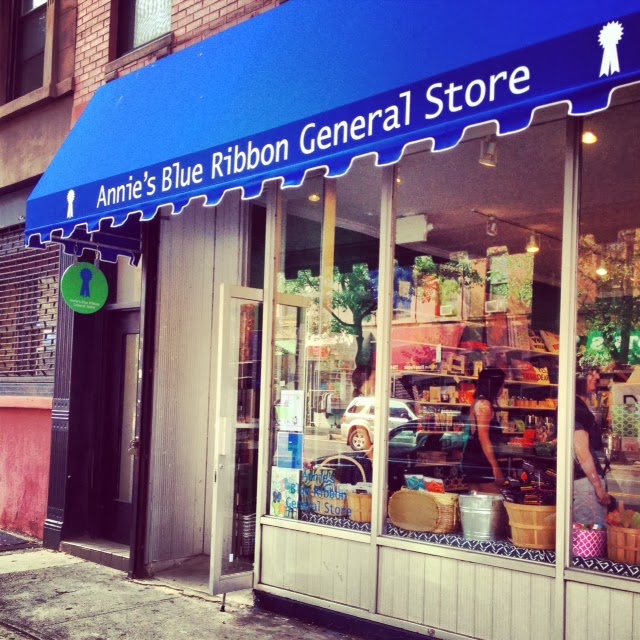 Annie's Blue Ribbon General Store
Annie's
Blue Ribbon
General Store